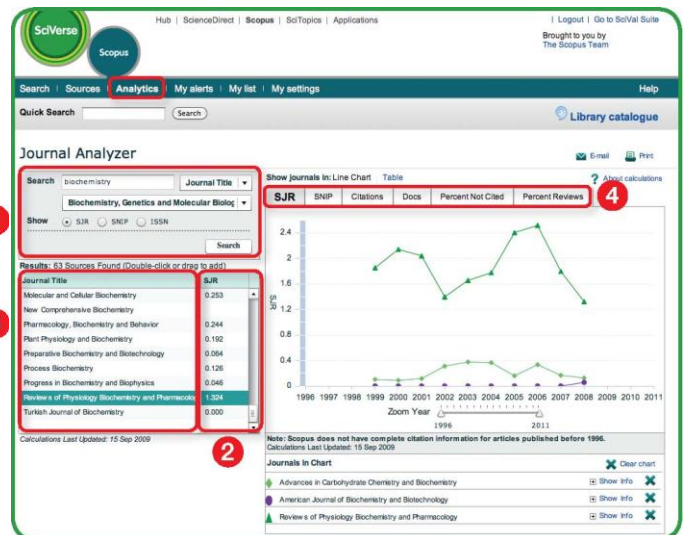 SciVerse
Scopus
Hub | ScienceDirect | Scopus | SciTopics | Applications
| Logout | Go to SciVal Suite
Brought to you by
The Scopus Team
Search | Sources | Analytics | My alerts | My list | My settings
Help
Quick Search
Search
Library catalogue
Journal Analyzer
E-mail Print
Search biochemistry Journal Title
Biochemistry, Genetics and Molecular Biolog
Show SJR SNIP ISSN
Search
Results: 63 Sources Found (Double-click or drag to add)
Journal Title SJR
Molecular and Cellular Biochemistry 0.253
New Comprehensive Biochemistry
Pharmacology, Biochemistry and Behavior 0.244
Plant Physiology and Biochemistry 0.192
Preparative Biochemistry and Biotechnology 0.064
Process Biochemistry 0.126
Progress in Biochemistry and Biophysics 0.046
Reviews of Physiology Biochemistry and Pharmacolog 1.324
Turkish Journal of Biochemistry 0.000
Calculations Last Updated: 15 Sep 2009
2
Show journals in: Line Chart Table
? About calculations
SJR SNIP Citations Docs Percent Not Cited Percent Reviews
4
2.4
2
1.6
SJR
1.2
0.8
0.4
0
1996 1997 1998 1999 2000 2001 2002 2003 2004 2005 2006 2007 2008 2009 2010 2011
Zoom Year
1996 2011
Note: Scopus does not have complete citation information for articles published before 1996.
Calculations Last Updated: 15 Sep 2009
Journals in Chart
Clear chart
Advances in Carbohydrate Chemistry and Biochemistry Show Info
American Journal of Biochemistry and Biotechnology Show Info
Reviews of Physiology Biochemistry and Pharmacology Show Info